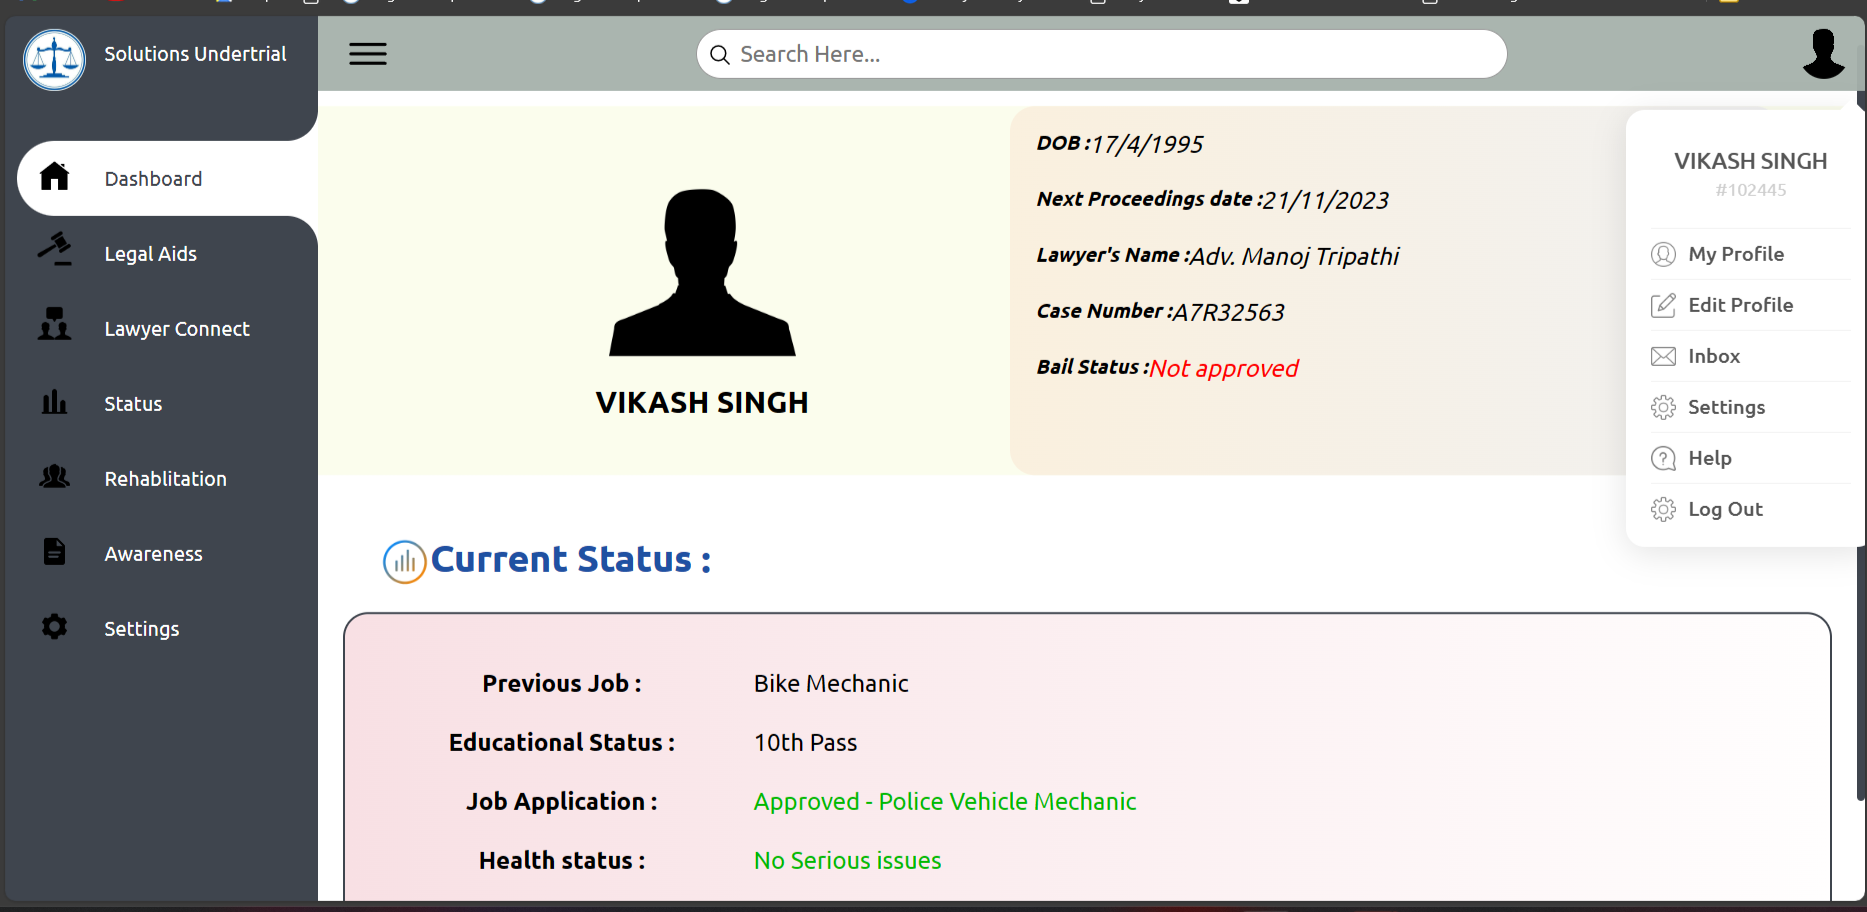 Solutions Undertrial
Search Here...
Dashboard
Legal Aids
Lawyer Connect
Status
Rehablitation
Awareness
Settings
VIKASH SINGH
DOB :17/4/1995
Next Proceedings date :21/11/2023
Lawyer's Name :Adv. Manoj Tripathi
Case Number :A7R32563
Bail Status :Not approved
VIKASH SINGH
#102445
My Profile
Edit Profile
Inbox
Settings
Help
Log Out
Current Status :
Previous Job : Bike Mechanic
Educational Status : 10th Pass
Job Application : Approved - Police Vehicle Mechanic
Health status : No Serious issues